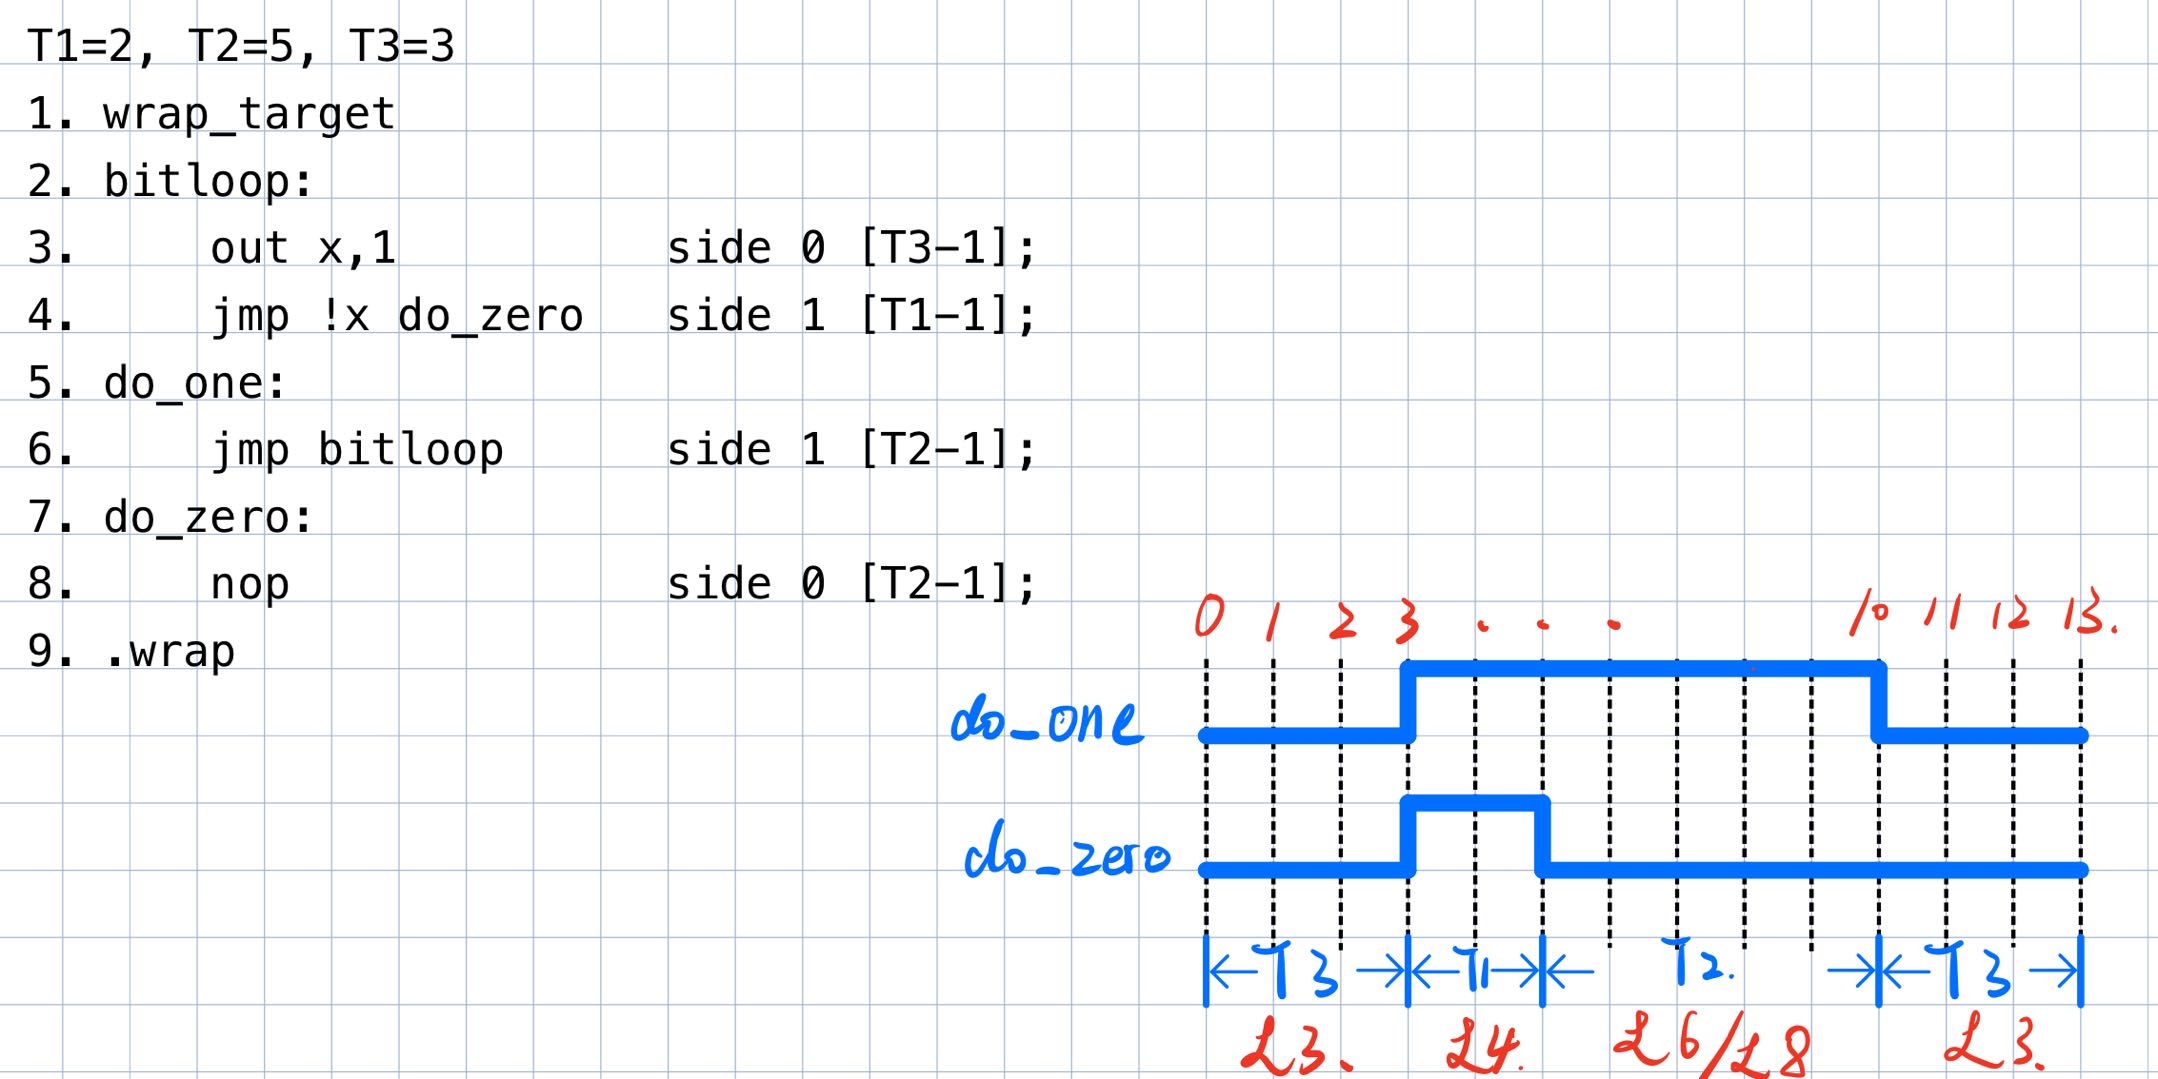 T1=2, T2=5, T3=3
1. wrap_target
2. bitloop:
3. out x,1 side 0 [T3-1];
4. jmp !x do_zero side 1 [T1-1];
5. do_one:
6. jmp bitloop side 1 [T2-1];
7. do_zero:
8. nop side 0 [T2-1];
9. .wrap
0 1 2 3 . . . 10 11 12 13.
do_one
do_zero
T3 T1 T2. T3
L3. L4. L6/L8 L3.